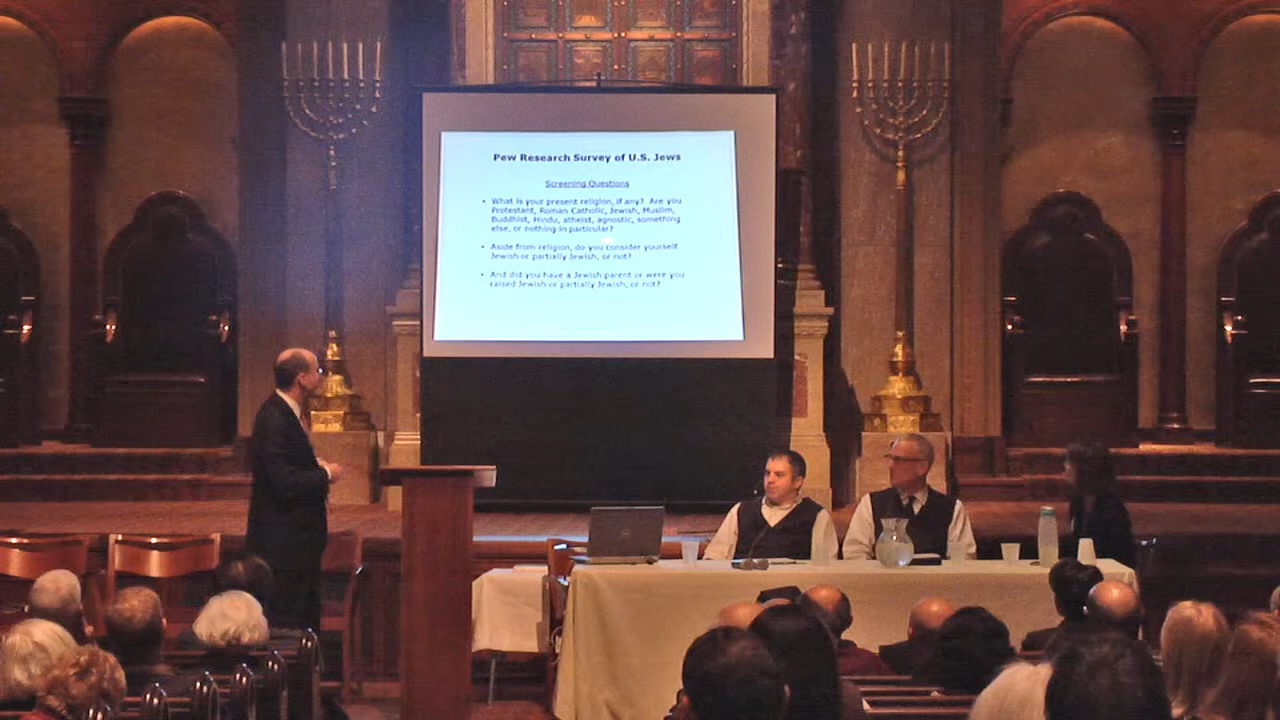 Pew Research Survey of U.S. Jews
Screening Questions
• What is your present religion, if any? Are you
Protestant, Roman Catholic, Jewish, Muslim,
Buddhist, Hindu, atheist, agnostic, something
else, or nothing in particular?
• Aside from religion, do you consider yourself
Jewish or partially Jewish, or not?
• And did you have a Jewish parent or were you
raised Jewish or partially Jewish, or not?